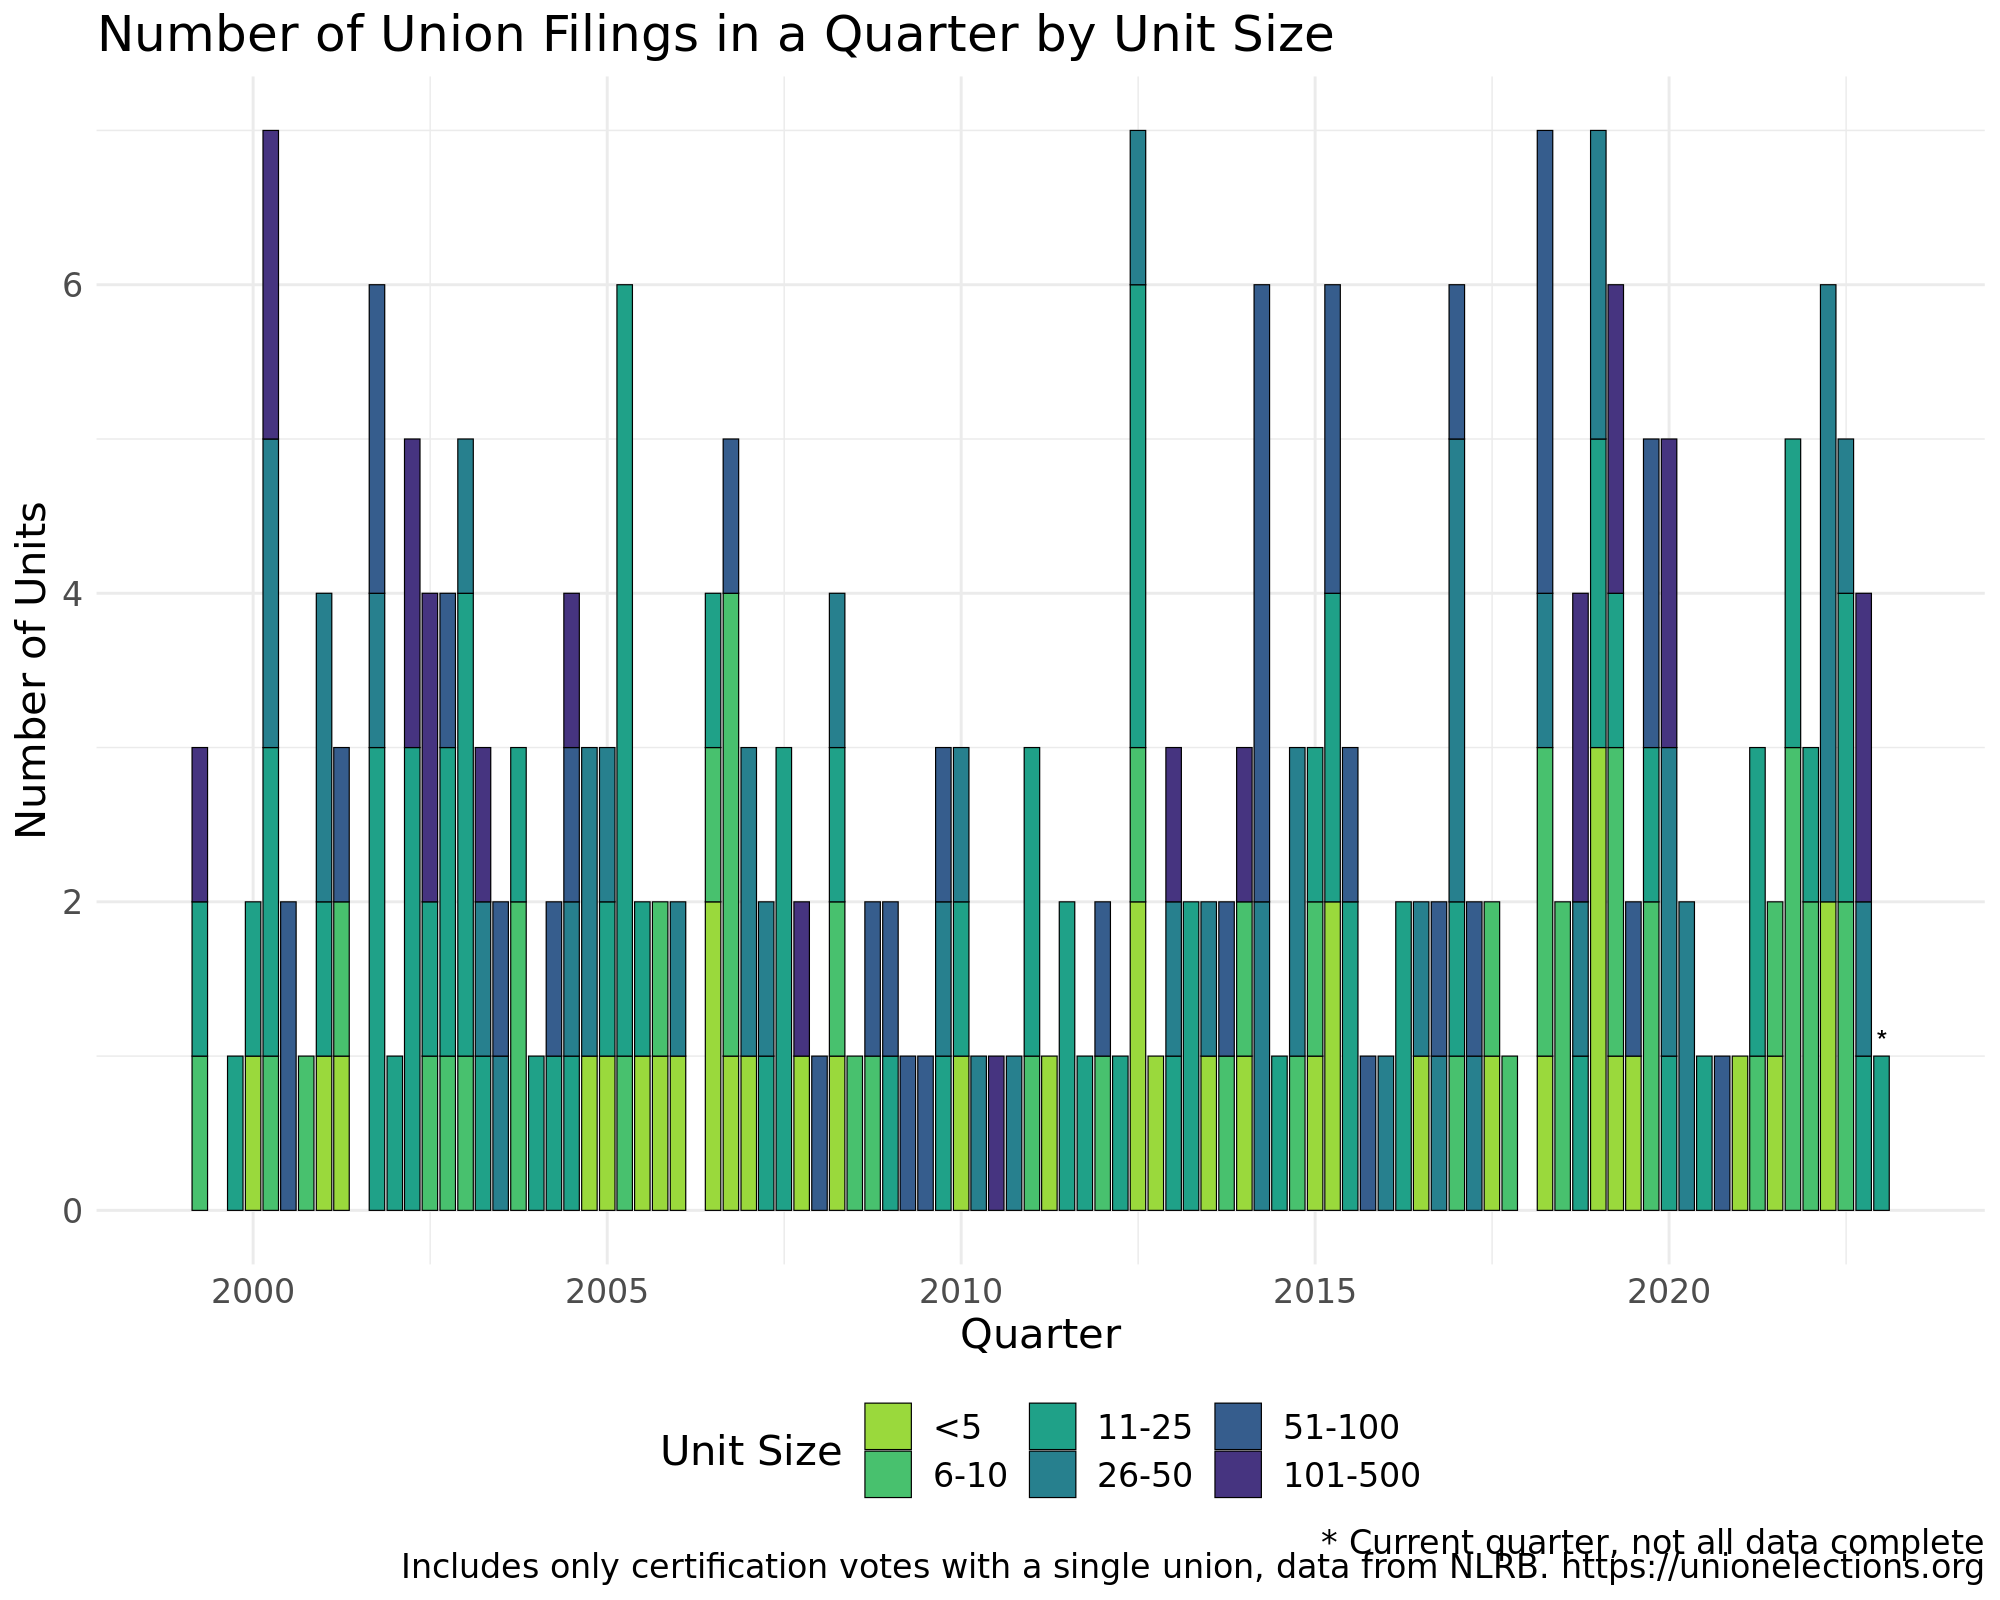 Number of Union Filings in a Quarter by Unit Size
Number of Units
6
4
2
0
*
2000 2005 2010 2015 2020
Quarter
Unit Size
<5 11-25 51-100
6-10 26-50 101-500
* Current quarter, not all data complete
Includes only certification votes with a single union, data from NLRB. https://unionelections.org